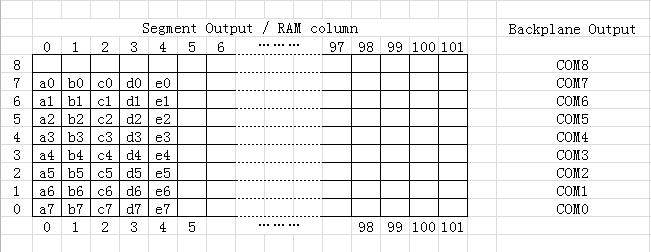 Segment Output / RAM column
Backplane Output
0 1 2 3 4 5 6 ……… 97 98 99 100 101
8 COM8
7 a0 b0 c0 d0 e0 COM7
6 a1 b1 c1 d1 e1 COM6
5 a2 b2 c2 d2 e2 COM5
4 a3 b3 c3 d3 e3 COM4
3 a4 b4 c4 d4 e4 COM3
2 a5 b5 c5 d5 e5 COM2
1 a6 b6 c6 d6 e6 COM1
0 a7 b7 c7 d7 e7 COM0
0 1 2 3 4 5 ……… 98 99 100 101